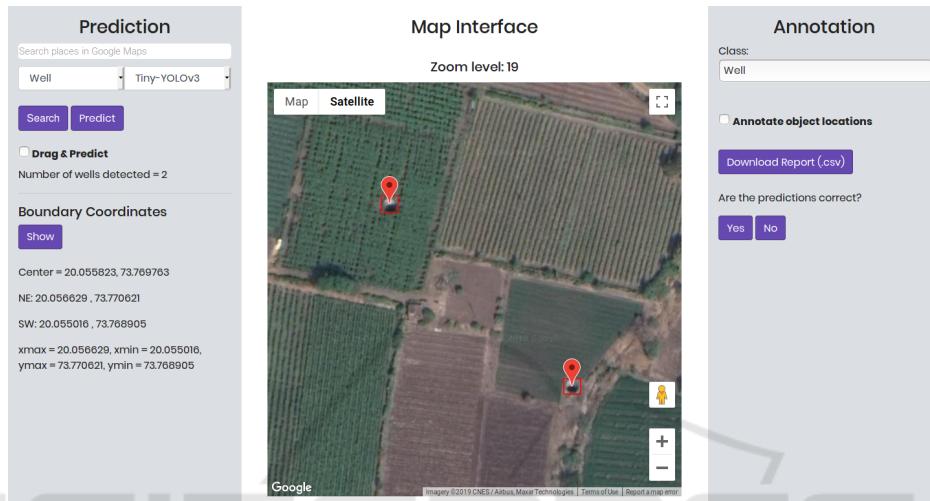 Prediction
Search places in Google Maps
Well Tiny-YOLOv3
Search Predict
Drag & Predict
Number of wells detected = 2
Boundary Coordinates
Show
Center = 20.055823, 73.769763
NE: 20.056629 , 73.770621
SW: 20.055016 , 73.768905
xmax = 20.056629, xmin = 20.055016,
ymax = 73.770621, ymin = 73.768905
Map Interface
Zoom level: 19
Map Satellite
Google
Imagery ©2019 CNES / Airbus, Maxar Technologies Terms of Use Report a map error
Annotation
Class:
Well
Annotate object locations
Download Report (.csv)
Are the predictions correct?
Yes No